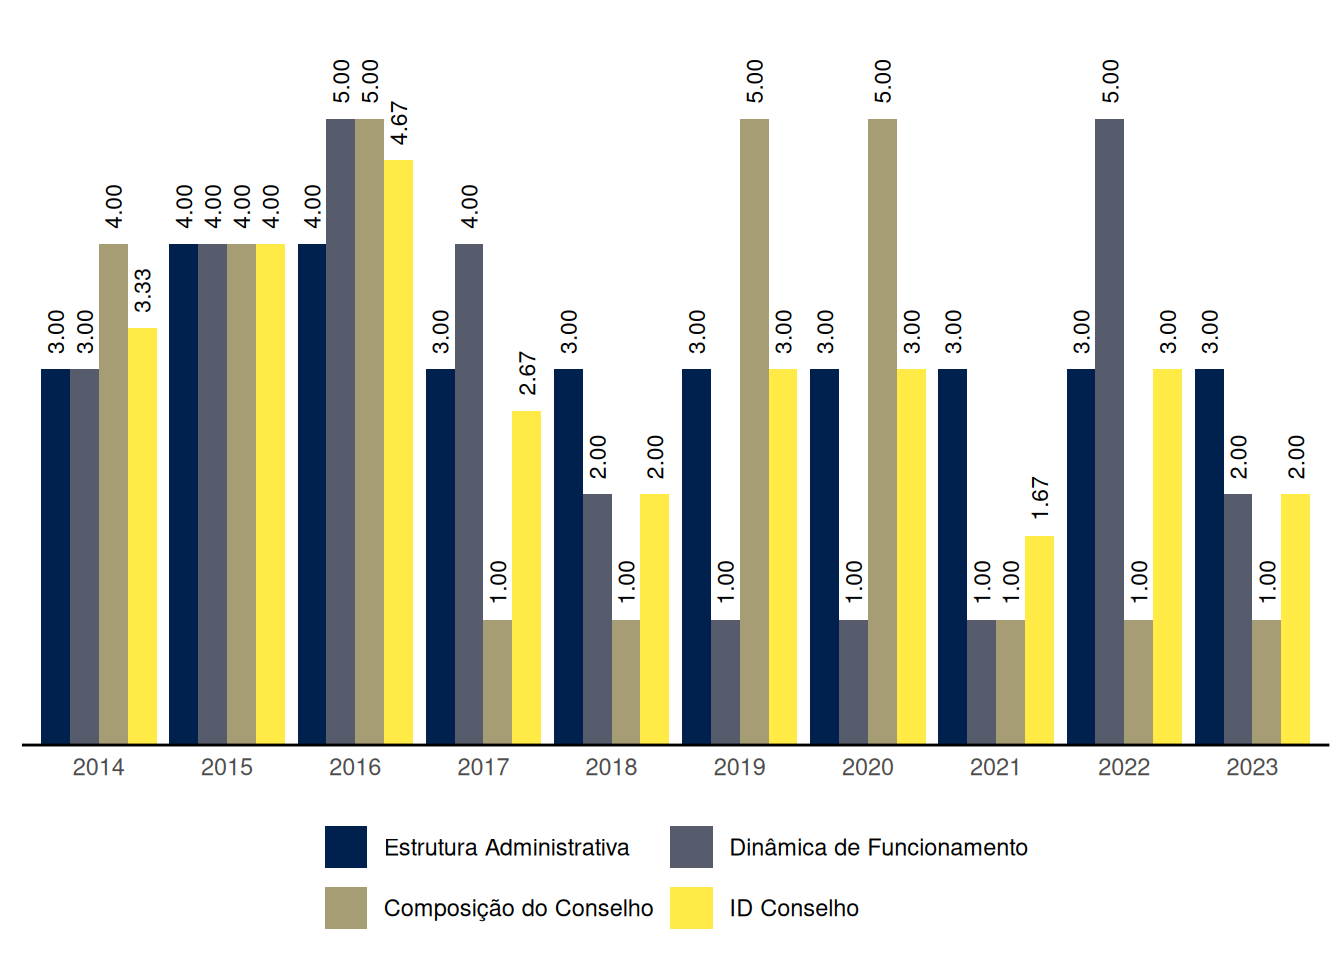 3.00 3.00 4.00 3.33 4.00 4.00 4.00 4.00 4.00 5.00 5.00 4.67 3.00 4.00 1.00 2.67 3.00 2.00 1.00 2.00 3.00 1.00 5.00 3.00 3.00 1.00 5.00 3.00 3.00 1.00 1.00 1.67 3.00 5.00 1.00 3.00 3.00 2.00 1.00 2.00
2014 2015 2016 2017 2018 2019 2020 2021 2022 2023
Estrutura Administrativa Dinâmica de Funcionamento
Composição do Conselho ID Conselho